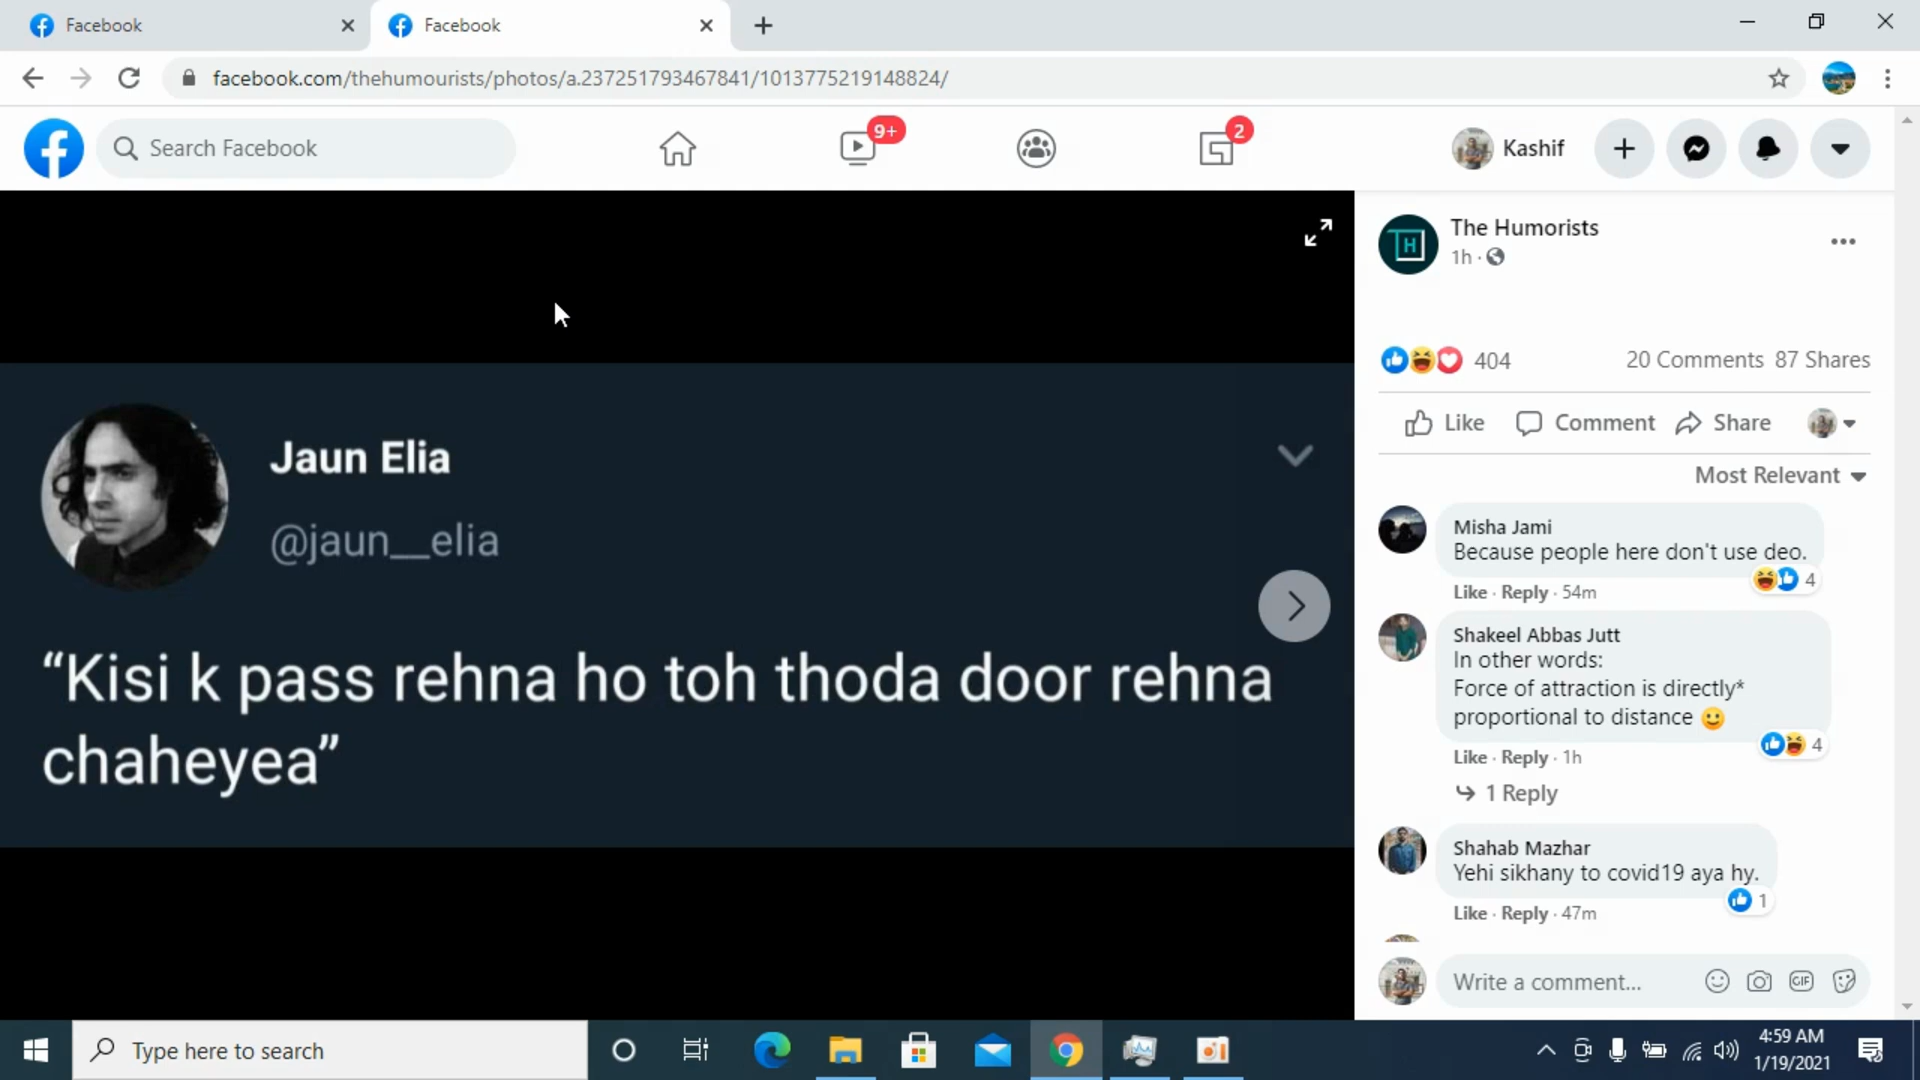 Facebook
Facebook
facebook.com/thehumourists/photos/a.237251793467841/1013775219148824/
Search Facebook
9+
2
Kashif
The Humorists
1h ·
404
20 Comments 87 Shares
Like Comment Share
Most Relevant
Jaun Elia
@jaun__elia
“Kisi k pass rehna ho toh thoda door rehna
chaheyea”
Misha Jami
Because people here don't use deo.
4
Like · Reply · 54m
Shakeel Abbas Jutt
In other words:
Force of attraction is directly*
proportional to distance 🙂
4
Like · Reply · 1h
1 Reply
Shahab Mazhar
Yehi sikhany to covid19 aya hy.
1
Like · Reply · 47m
Write a comment...
GIF
Type here to search
4:59 AM
1/19/2021